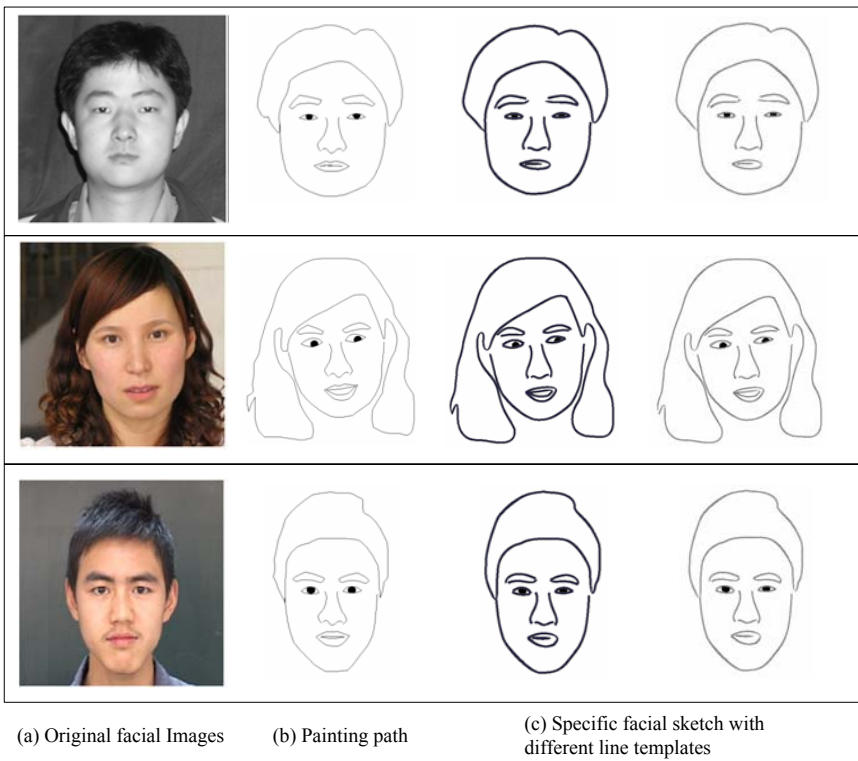 (a) Original facial Images
(b) Painting path
(c) Specific facial sketch with
different line templates